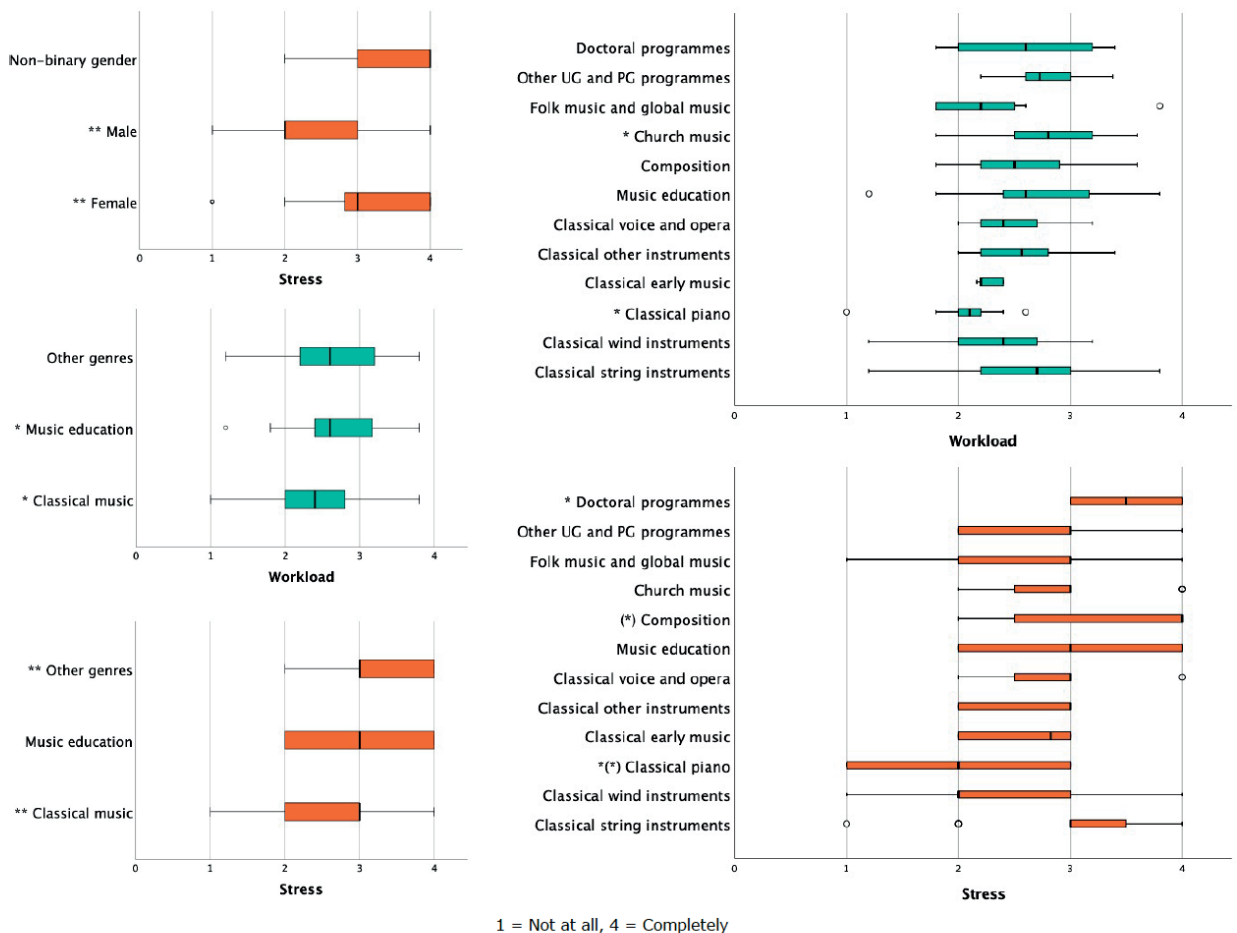 Non-binary gender
** Male
** Female
0 1 2 3 4
Stress
Other genres
* Music education
* Classical music
0 1 2 3 4
Workload
** Other genres
Music education
** Classical music
0 1 2 3 4
Stress
Doctoral programmes
Other UG and PG programmes
Folk music and global music
* Church music
Composition
Music education
Classical voice and opera
Classical other instruments
Classical early music
* Classical piano
Classical wind instruments
Classical string instruments
0 1 2 3 4
Workload
* Doctoral programmes
Other UG and PG programmes
Folk music and global music
Church music
(*) Composition
Music education
Classical voice and opera
Classical other instruments
Classical early music
*(*) Classical piano
Classical wind instruments
Classical string instruments
0 1 2 3 4
Stress
1 = Not at all, 4 = Completely